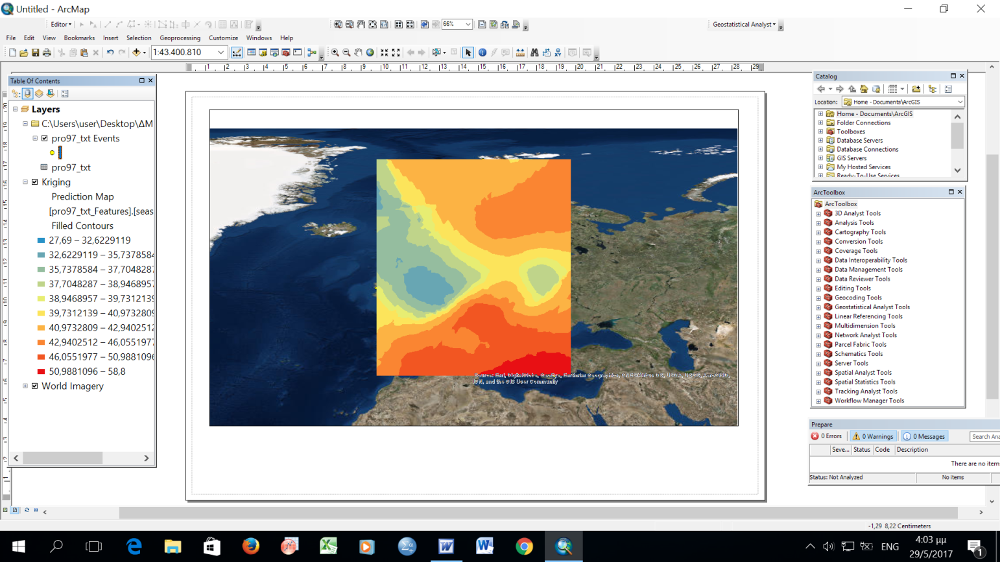 Untitled - ArcMap
Editor
66%
Geostatistical Analyst
File Edit View Bookmarks Insert Selection Geoprocessing Customize Windows Help
1:43.400.810
Table Of Contents
Layers
C:\Users\user\Desktop\ΔΜ
pro97_txt Events
pro97_txt
Kriging
Prediction Map
[pro97_txt_Features].[seas
Filled Contours
27,69 – 32,6229119
32,6229119 – 35,7378584
35,7378584 – 37,7048287
37,7048287 – 38,9468957
38,9468957 – 39,7312139
39,7312139 – 40,9732809
40,9732809 – 42,9402512
42,9402512 – 46,0551977
46,0551977 – 50,9881096
50,9881096 – 58,8
World Imagery
1 2 3 4 5 6 7 8 9 10 11 12 13 14 15 16 17 18 19 20 21 22 23 24 25 26 27 28 29
Source: Esri, DigitalGlobe, GeoEye, Earthstar Geographics, CNES/Airbus DS, USDA, USGS, AeroGRID,
IGN, and the GIS User Community
Catalog
Location: Home - Documents\ArcGIS
Home - Documents\ArcGIS
Folder Connections
Toolboxes
Database Servers
Database Connections
GIS Servers
My Hosted Services
Ready-To-Use Services
ArcToolbox
ArcToolbox
3D Analyst Tools
Analysis Tools
Cartography Tools
Conversion Tools
Coverage Tools
Data Interoperability Tools
Data Management Tools
Data Reviewer Tools
Editing Tools
Geocoding Tools
Geostatistical Analyst Tools
Linear Referencing Tools
Multidimension Tools
Network Analyst Tools
Parcel Fabric Tools
Schematics Tools
Server Tools
Spatial Analyst Tools
Spatial Statistics Tools
Tracking Analyst Tools
Workflow Manager Tools
Prepare
0 Errors 0 Warnings 0 Messages Search Ana
Seve... Status Code Description
There are no item
Status: Not Analyzed No items
-1,29 8,22 Centimeters
ENG
4:03 μμ
29/5/2017
1